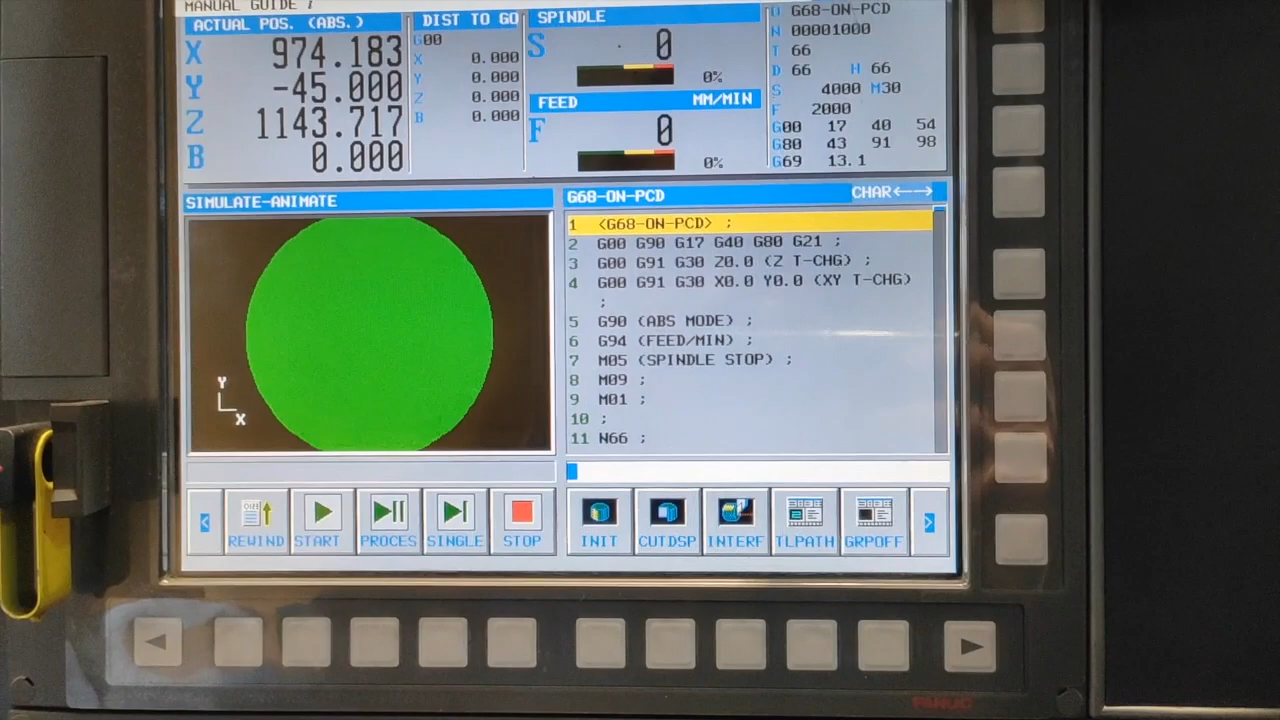 MANUAL GUIDE i
ACTUAL POS. (ABS.)
X 974.183
Y -45.000
Z 1143.717
B 0.000
DIST TO GO
G00
X 0.000
Y 0.000
Z 0.000
B 0.000
SPINDLE
S 0
0%
FEED MM/MIN
F 0
0%
O G68-ON-PCD
N 00001000
T 66
D 66 H 66
S 4000 M30
F 2000
G00 17 40 54
G80 43 91 98
G69 13.1
SIMULATE-ANIMATE
Y
X
G68-ON-PCD CHAR←→
1 <G68-ON-PCD> ;
2 G00 G90 G17 G40 G80 G21 ;
3 G00 G91 G30 Z0.0 (Z T-CHG) ;
4 G00 G91 G30 X0.0 Y0.0 (XY T-CHG)
;
5 G90 (ABS MODE) ;
6 G94 (FEED/MIN) ;
7 M05 (SPINDLE STOP) ;
8 M09 ;
9 M01 ;
10 ;
11 N66 ;
< REWIND START PROCES SINGLE STOP INIT CUTDSP INTERF TLPATH GRPOFF >
FANUC